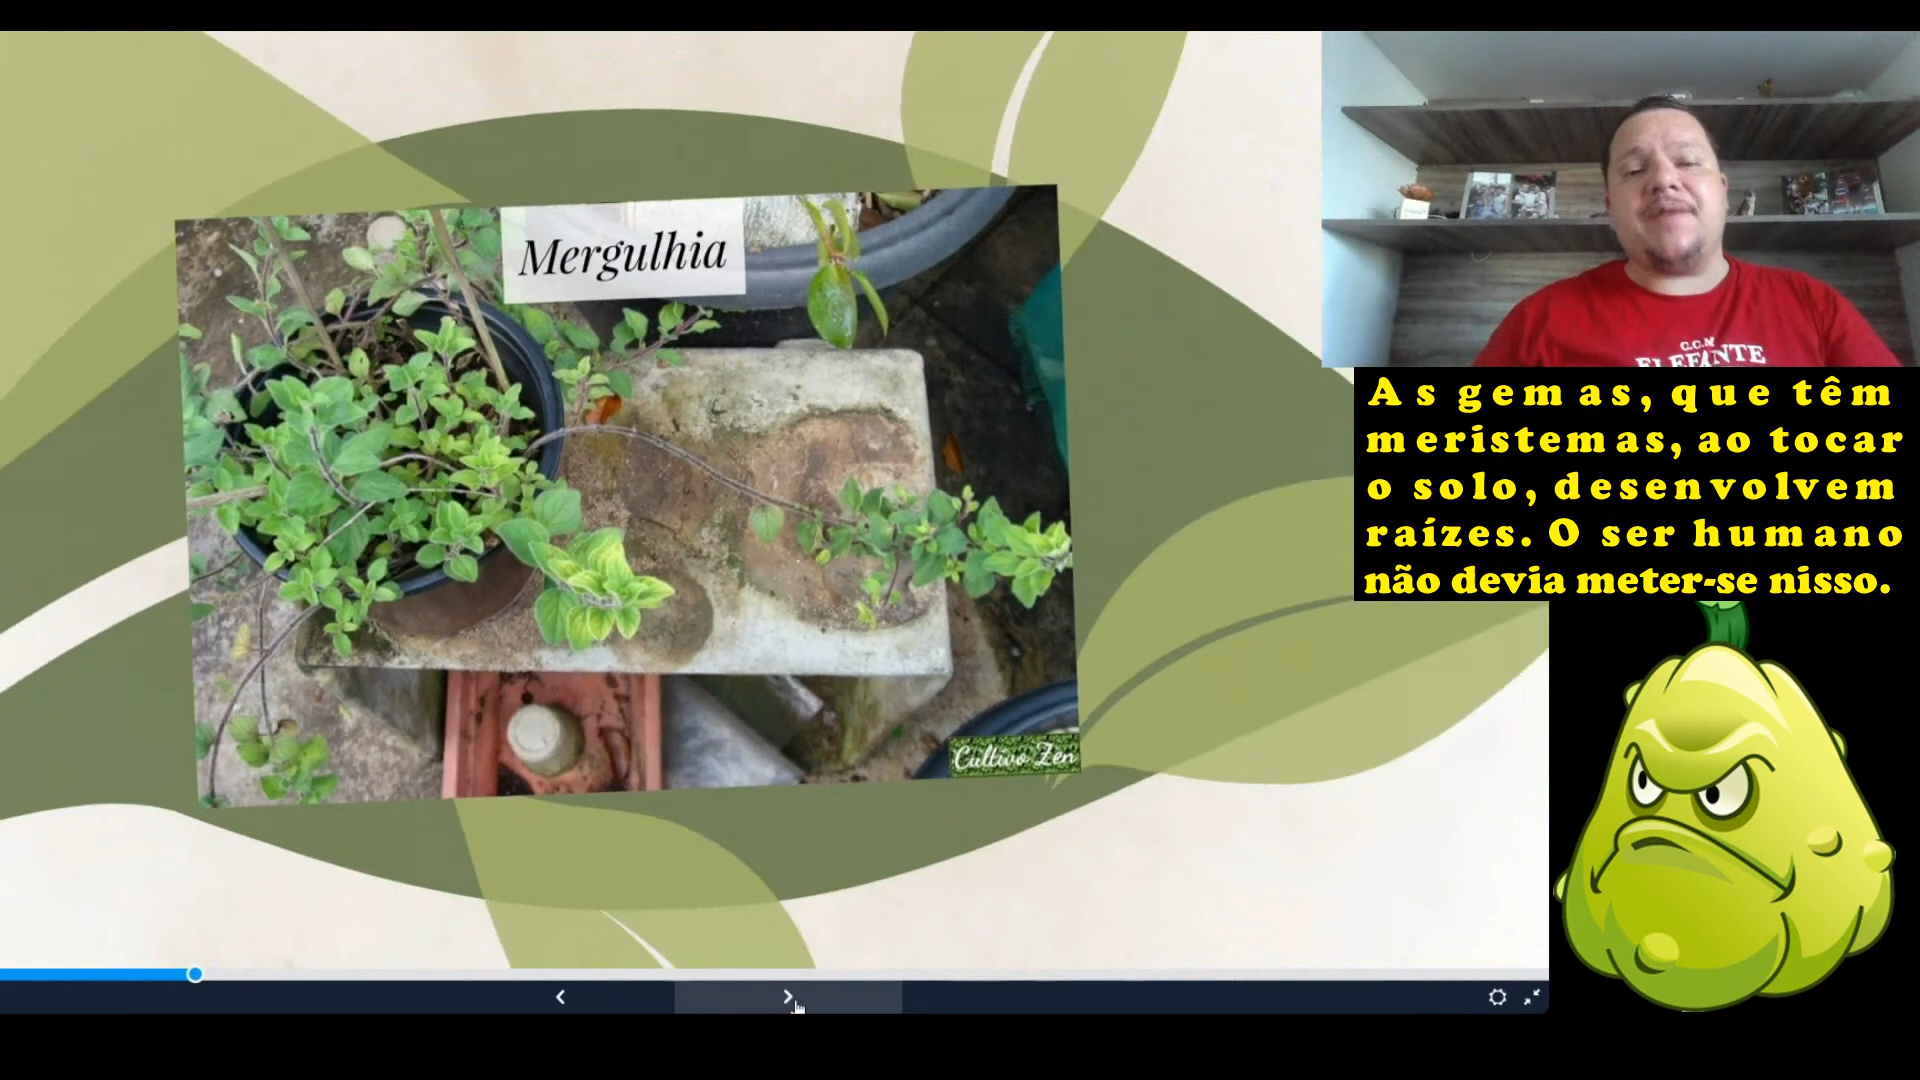 Mergulhia
Cultivo Zen
C.C.M
ELEFANTE
As gemas, que têm
meristemas, ao tocar
o solo, desenvolvem
raízes. O ser humano
não devia meter-se nisso.